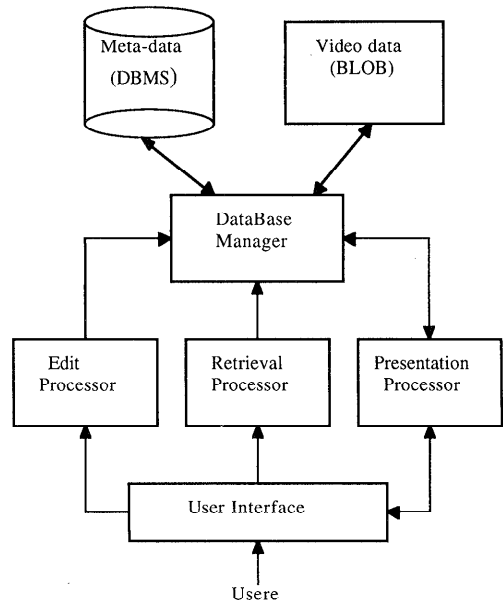 Meta-data
(DBMS)
Video data
(BLOB)
DataBase
Manager
Edit
Processor
Retrieval
Processor
Presentation
Processor
User Interface
Usere